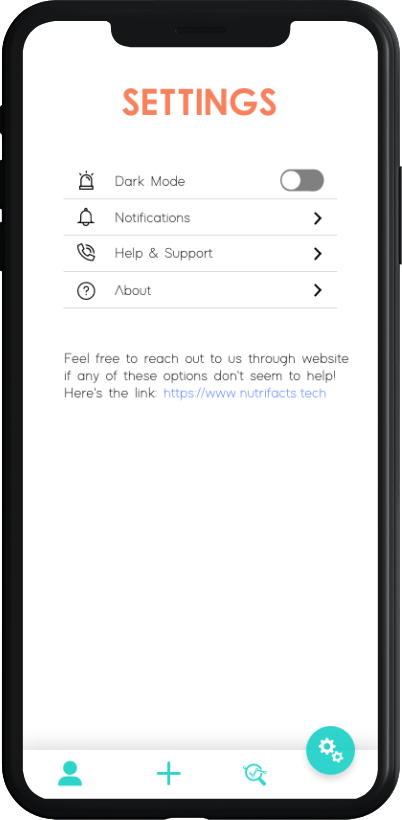 SETTINGS
Dark Mode
Notifications
Help & Support
About
Feel free to reach out to us through website
if any of these options don't seem to help!
Here's the link: https://www.nutrifacts.tech